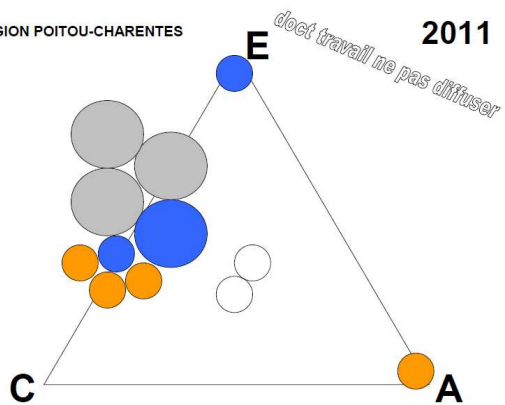 GION POITOU-CHARENTES
2011
doct travail ne pas diffuser
E
C
A